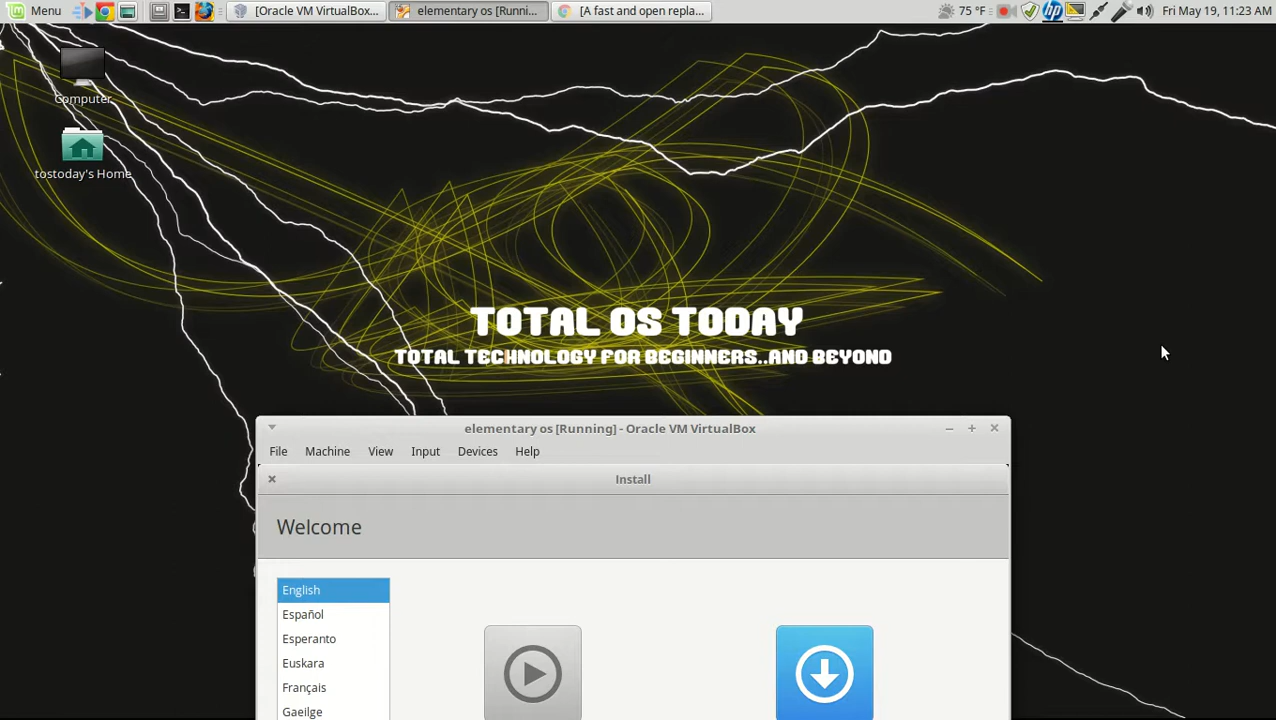 Menu
[Oracle VM VirtualBox...
elementary os [Runni...
[A fast and open repla...
75 °F
hp
Fri May 19, 11:23 AM
Computer
tostoday's Home
TOTAL OS TODAY
TOTAL TECHNOLOGY FOR BEGINNERS..AND BEYOND
elementary os [Running] - Oracle VM VirtualBox
File Machine View Input Devices Help
Install
Welcome
English
Español
Esperanto
Euskara
Français
Gaeilge